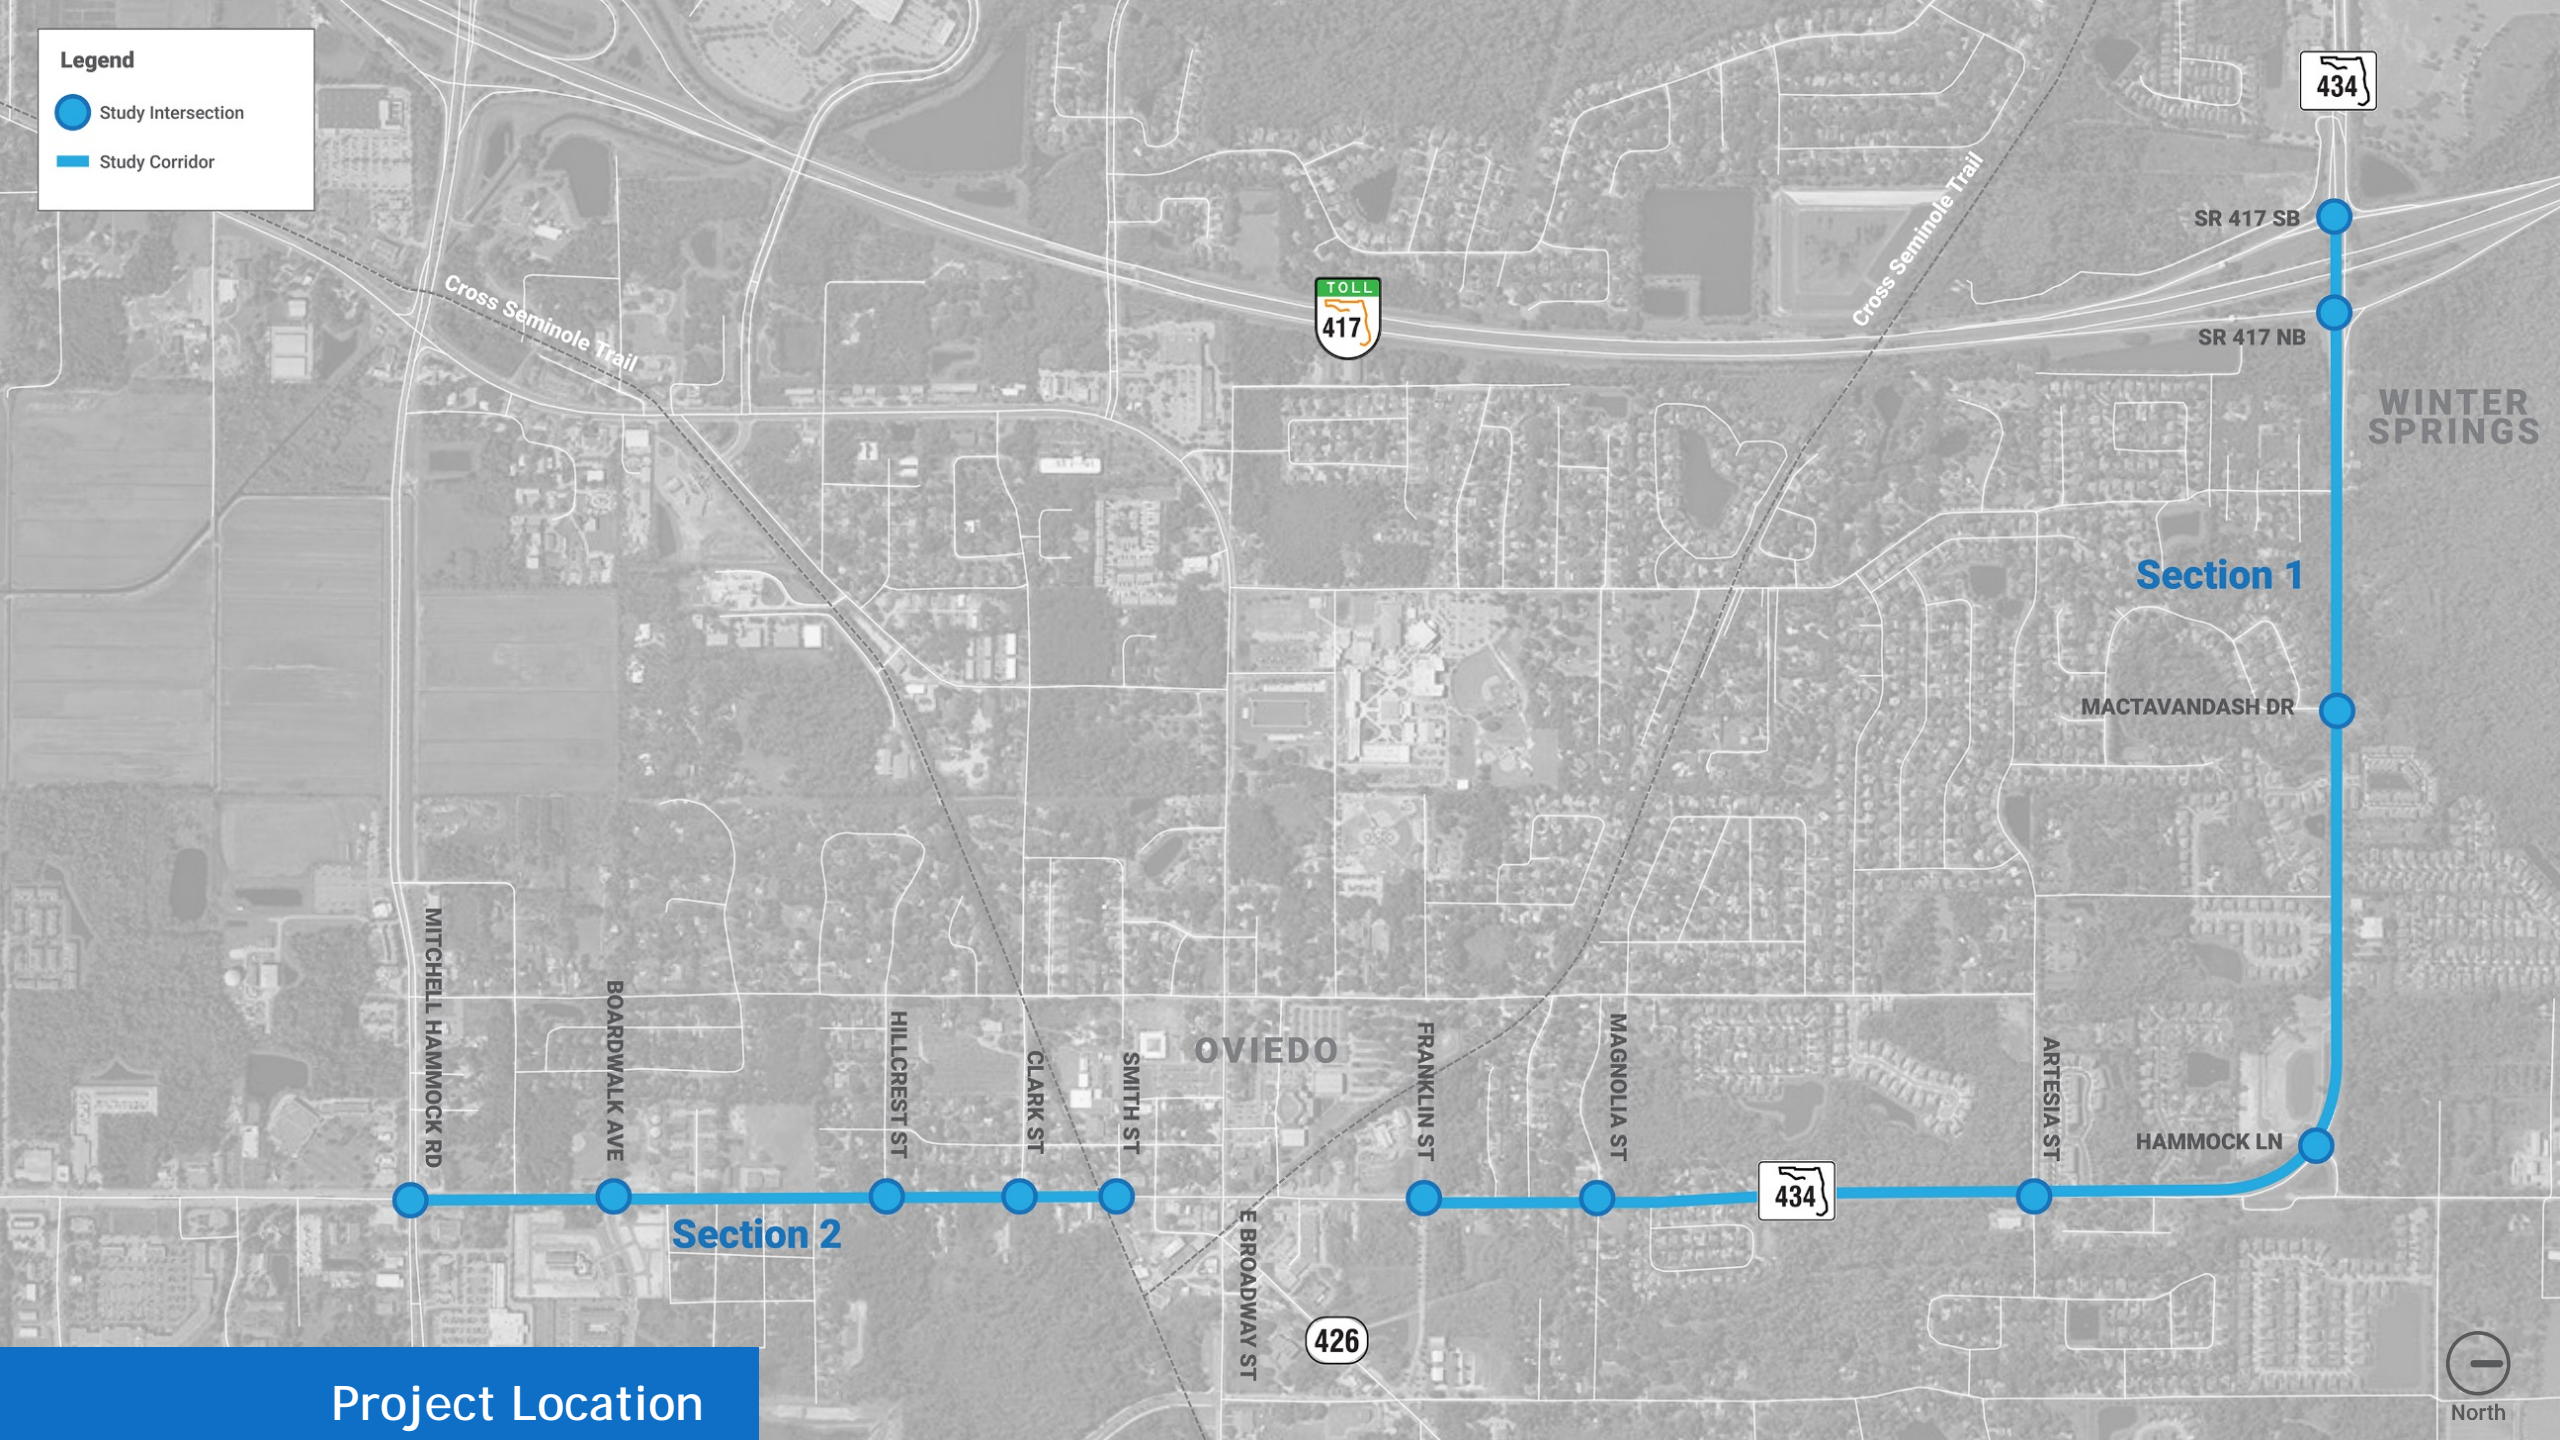 Legend
Study Intersection
Study Corridor
434
SR 417 SB
SR 417 NB
Cross Seminole Trail
Cross Seminole Trail
TOLL
417
WINTER
SPRINGS
Section 1
MACTAVANDASH DR
MITCHELL HAMMOCK RD
BOARDWALK AVE
HILLCREST ST
CLARK ST
SMITH ST
OVIEDO
FRANKLIN ST
MAGNOLIA ST
ARTESIA ST
HAMMOCK LN
434
Section 2
E BROADWAY ST
426
Project Location
North